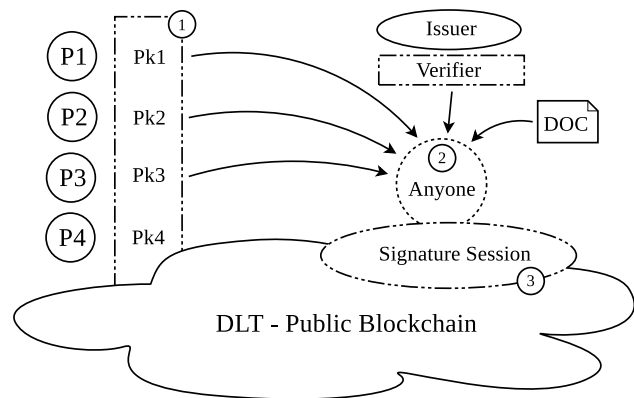 1
Issuer
P1
Pk1
Verifier
P2
Pk2
DOC
2
P3
Pk3
Anyone
P4
Pk4
Signature Session
3
DLT - Public Blockchain